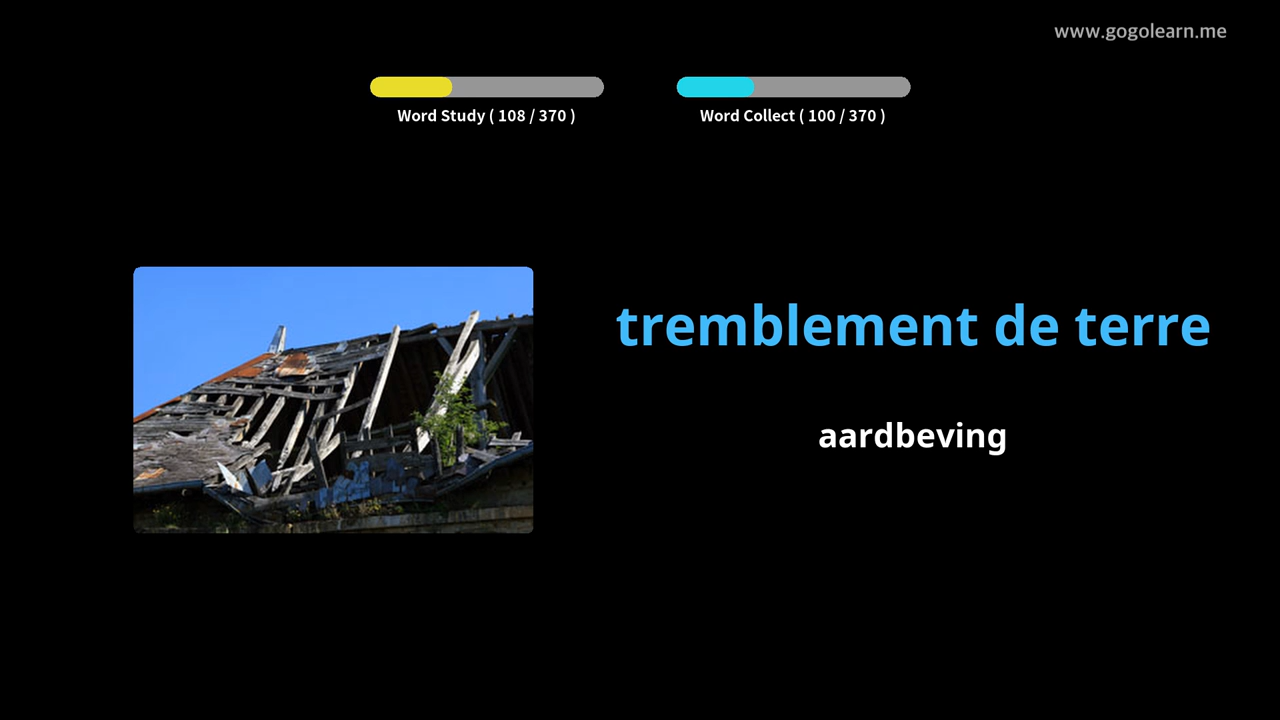 www.gogolearn.me
Word Study ( 108 / 370 )
Word Collect ( 100 / 370 )
tremblement de terre
aardbeving